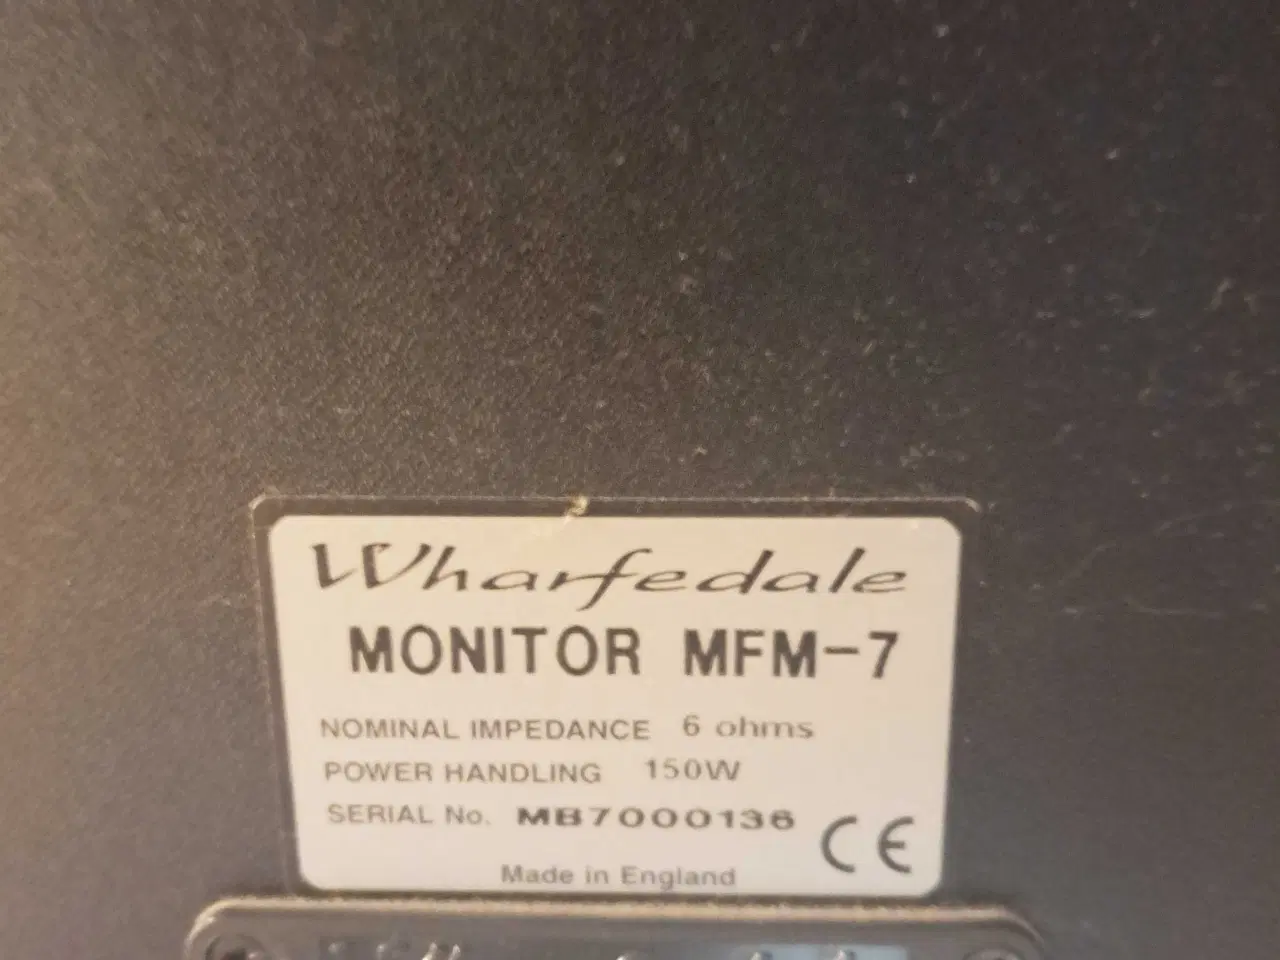 Wharfedale
MONITOR MFM-7
NOMINAL IMPEDANCE 6 ohms
POWER HANDLING 150W
SERIAL No. MB7000136
CE
Made in England